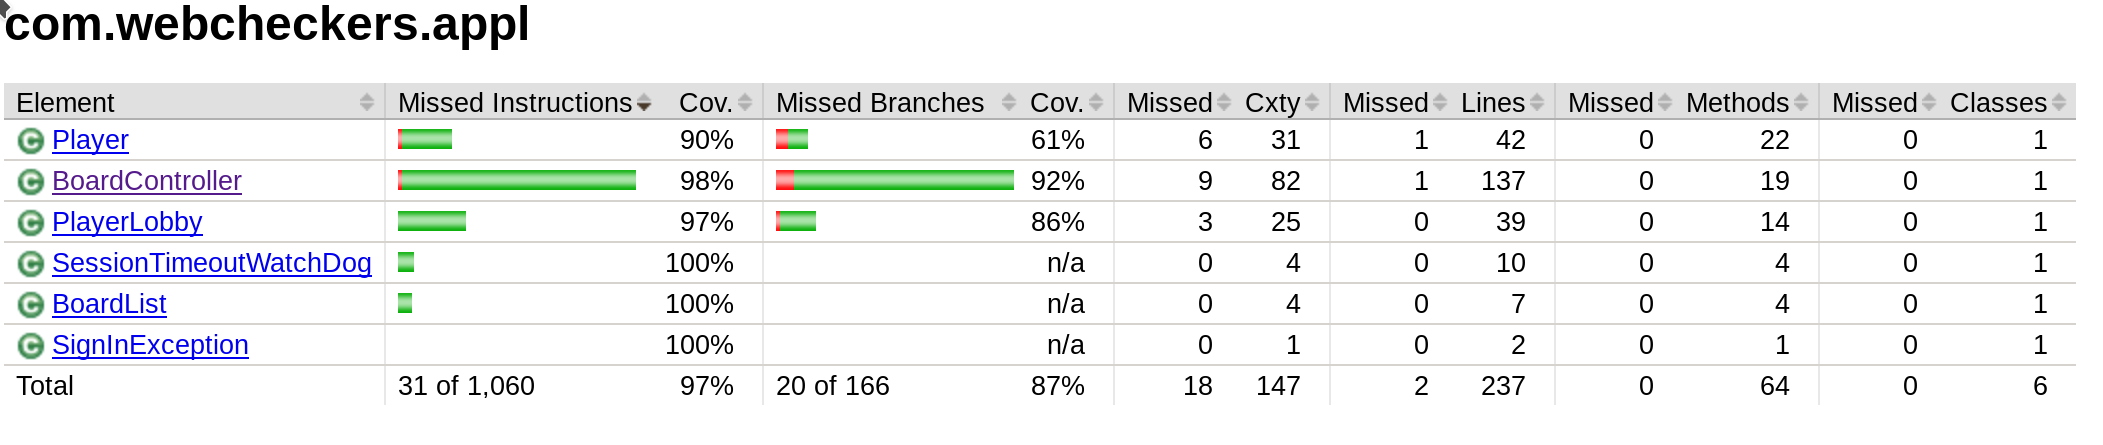 com.webcheckers.appl
Element Missed Instructions Cov. Missed Branches Cov. Missed Cxty Missed Lines Missed Methods Missed Classes
C Player 90% 61% 6 31 1 42 0 22 0 1
C BoardController 98% 92% 9 82 1 137 0 19 0 1
C PlayerLobby 97% 86% 3 25 0 39 0 14 0 1
C SessionTimeoutWatchDog 100% n/a 0 4 0 10 0 4 0 1
C BoardList 100% n/a 0 4 0 7 0 4 0 1
C SignInException 100% n/a 0 1 0 2 0 1 0 1
Total 31 of 1,060 97% 20 of 166 87% 18 147 2 237 0 64 0 6